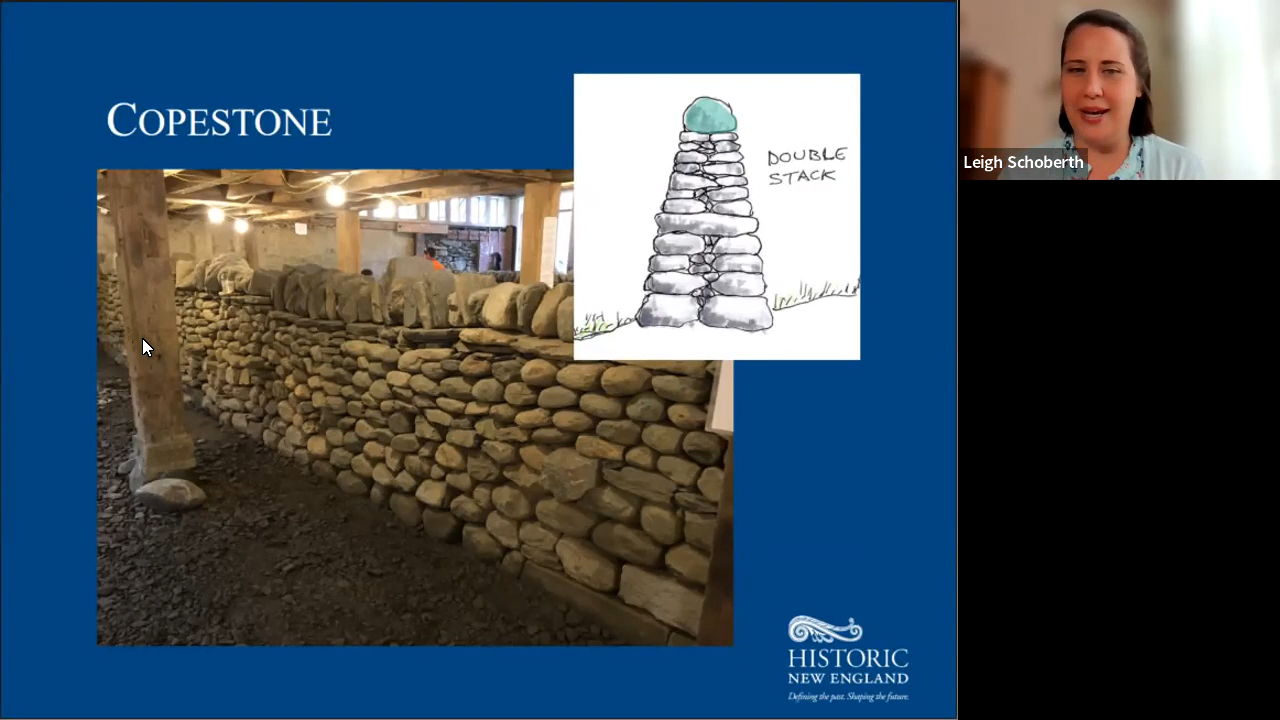 COPESTONE
DOUBLE
STACK
Leigh Schoberth
HISTORIC
NEW ENGLAND
Defining the past. Shaping the future.